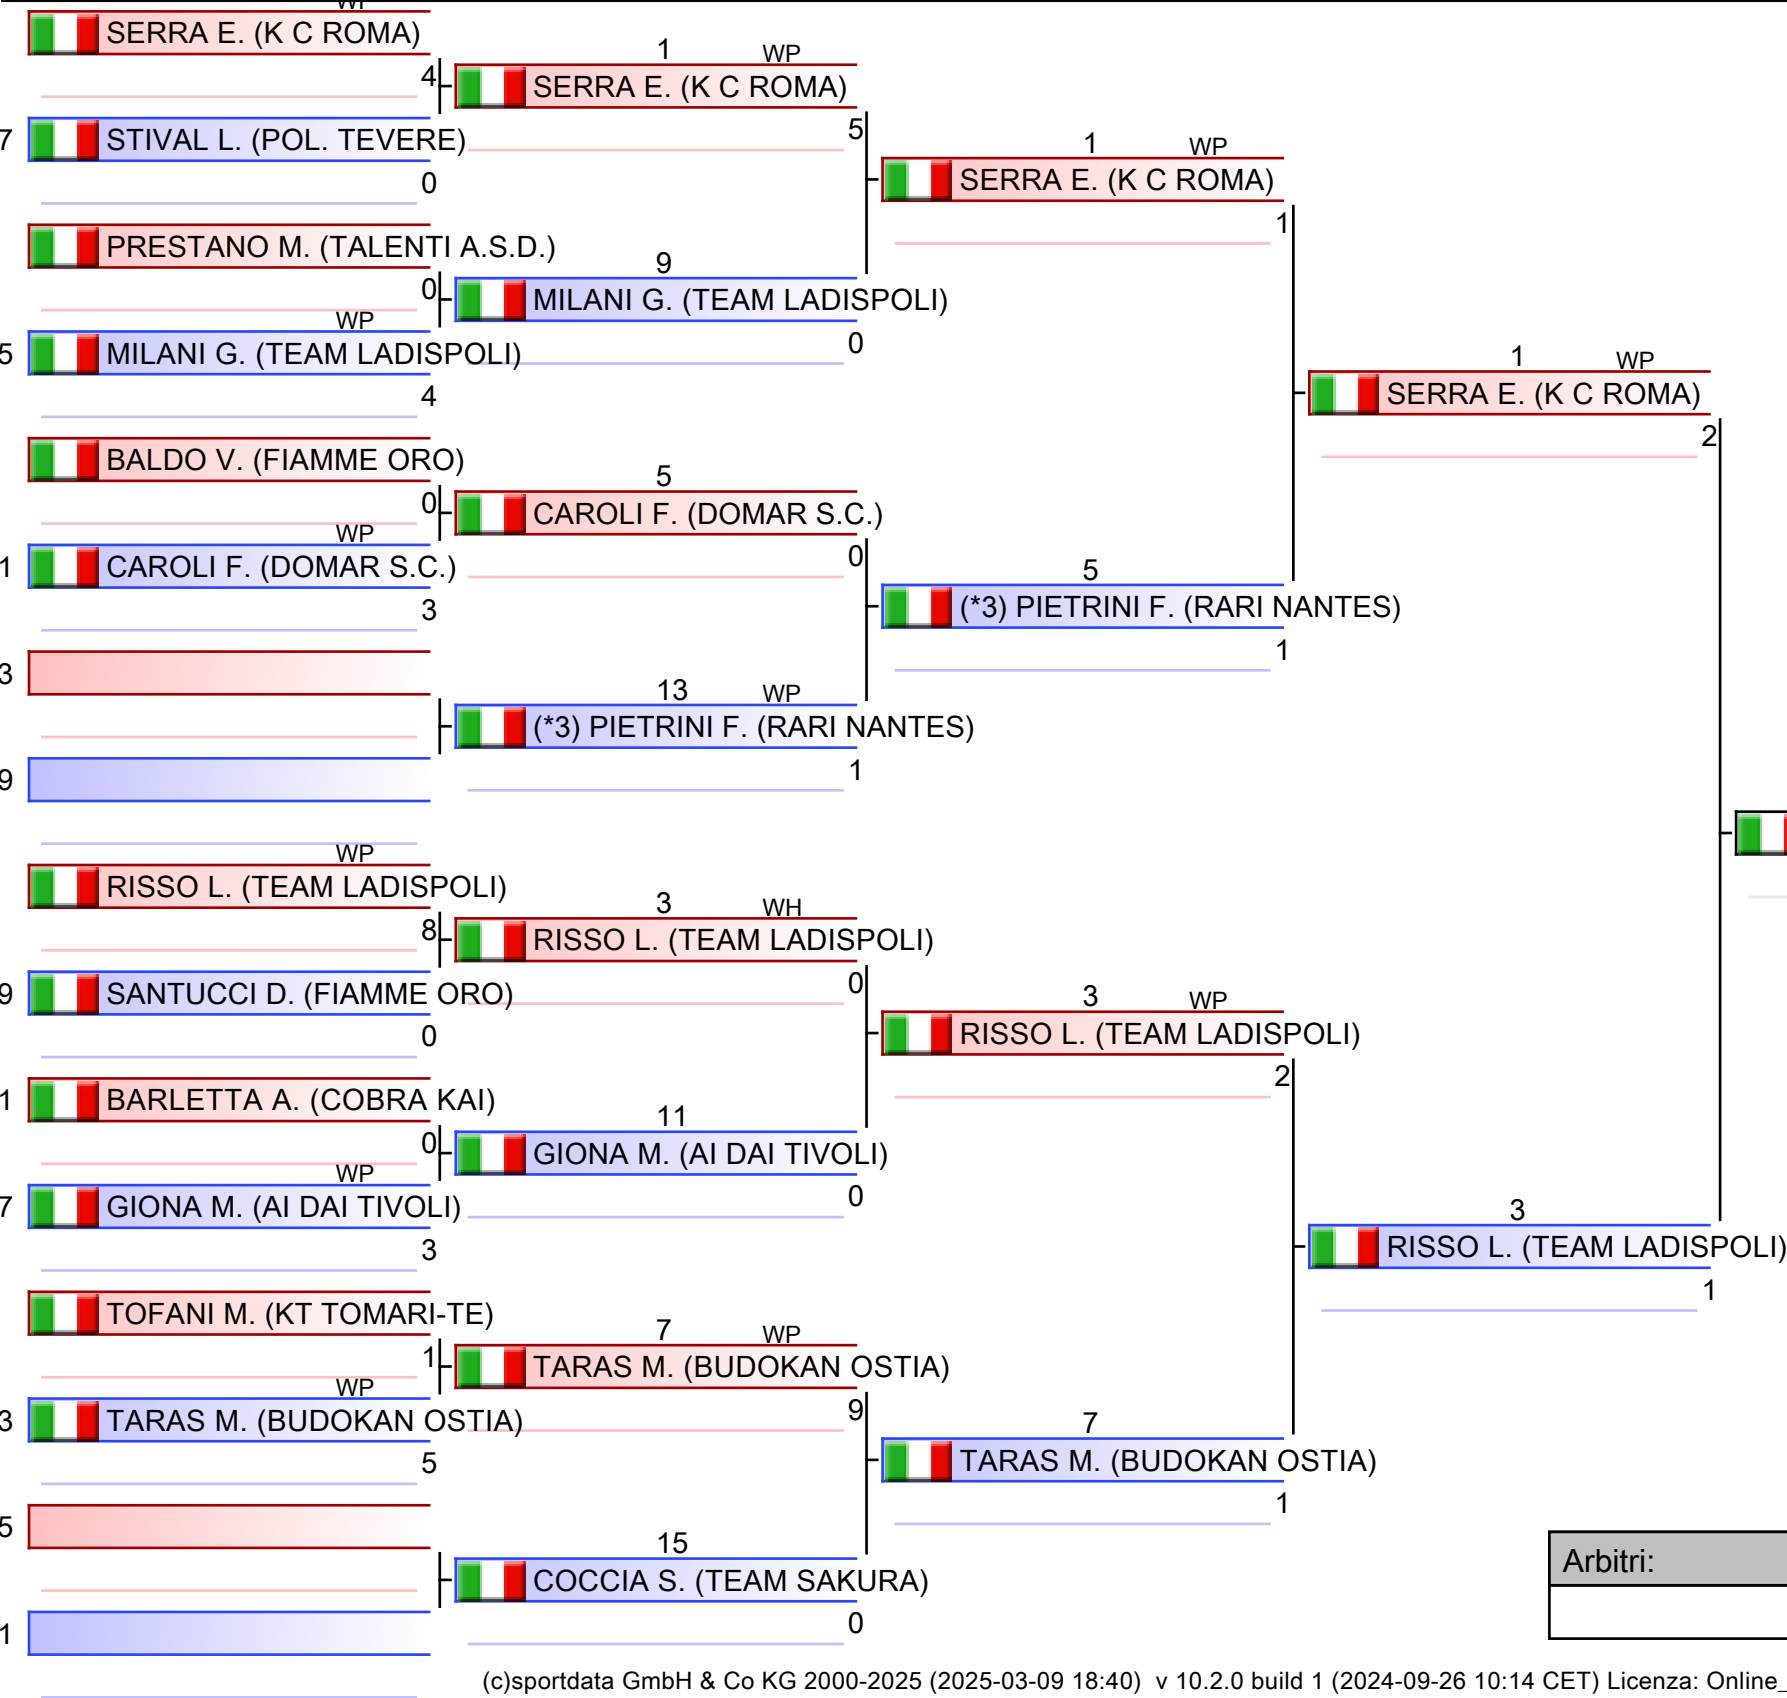 WP
SERRA E. (K C ROMA)
4
7 STIVAL L. (POL. TEVERE)
0
PRESTANO M. (TALENTI A.S.D.)
0
WP
5 MILANI G. (TEAM LADISPOLI)
4
BALDO V. (FIAMME ORO)
0
WP
1 CAROLI F. (DOMAR S.C.)
3
3
9
WP
RISSO L. (TEAM LADISPOLI)
8
9 SANTUCCI D. (FIAMME ORO)
0
1 BARLETTA A. (COBRA KAI)
0
WP
7 GIONA M. (AI DAI TIVOLI)
3
TOFANI M. (KT TOMARI-TE)
1
WP
3 TARAS M. (BUDOKAN OSTIA)
5
5
1
1 WP
SERRA E. (K C ROMA)
5
9
MILANI G. (TEAM LADISPOLI)
0
5
CAROLI F. (DOMAR S.C.)
0
13 WP
(*3) PIETRINI F. (RARI NANTES)
1
3 WH
RISSO L. (TEAM LADISPOLI)
0
11
GIONA M. (AI DAI TIVOLI)
0
7 WP
TARAS M. (BUDOKAN OSTIA)
9
15
COCCIA S. (TEAM SAKURA)
0
1 WP
SERRA E. (K C ROMA)
1
5
(*3) PIETRINI F. (RARI NANTES)
1
3 WP
RISSO L. (TEAM LADISPOLI)
2
7
TARAS M. (BUDOKAN OSTIA)
1
1 WP
SERRA E. (K C ROMA)
2
3
RISSO L. (TEAM LADISPOLI)
1
Arbitri:
(c)sportdata GmbH & Co KG 2000-2025 (2025-03-09 18:40) v 10.2.0 build 1 (2024-09-26 10:14 CET) Licenza: Online_